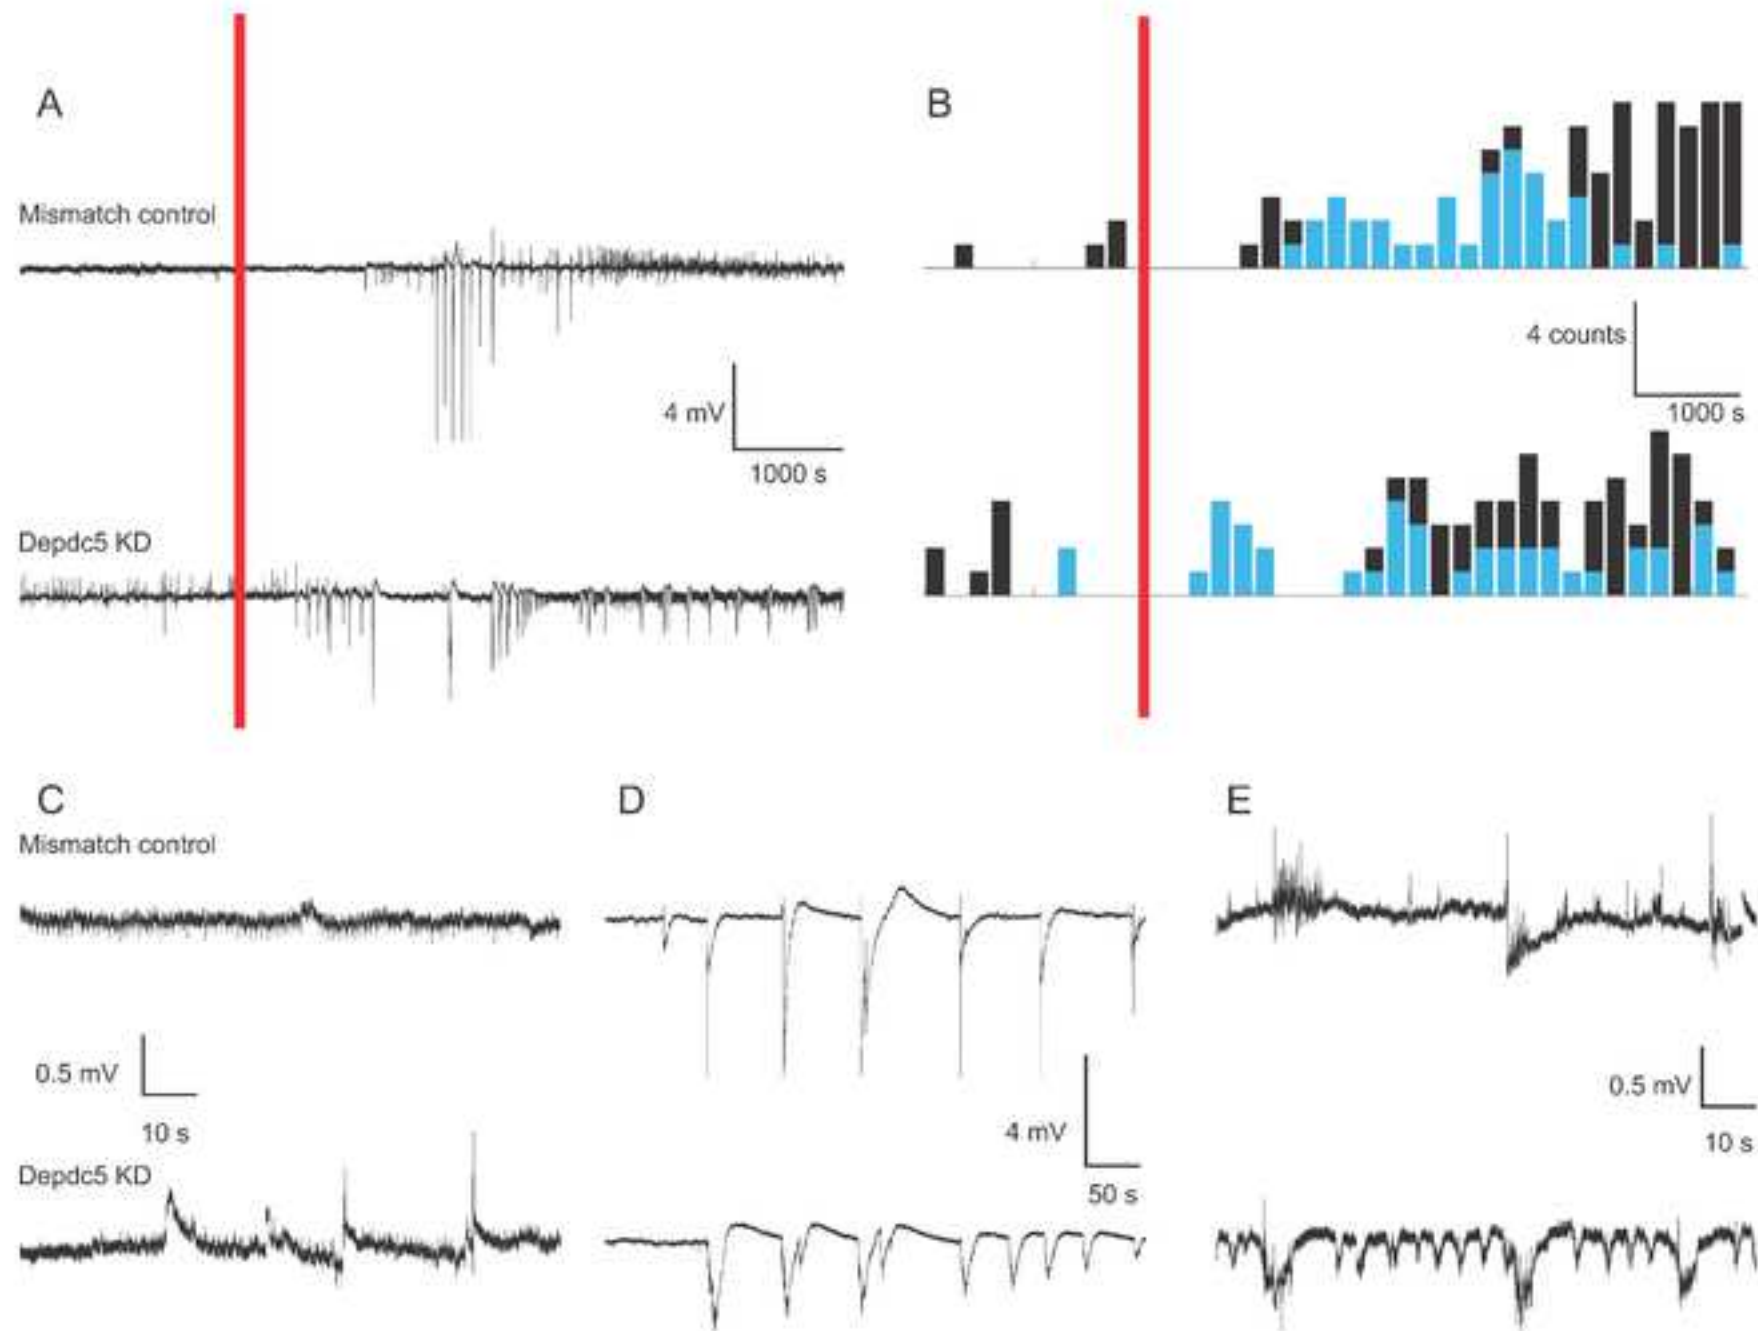 A
Mismatch control
4 mV
1000 s
Depdc5 KD
B
4 counts
1000 s
C
Mismatch control
0.5 mV
10 s
Depdc5 KD
D
4 mV
50 s
E
0.5 mV
10 s